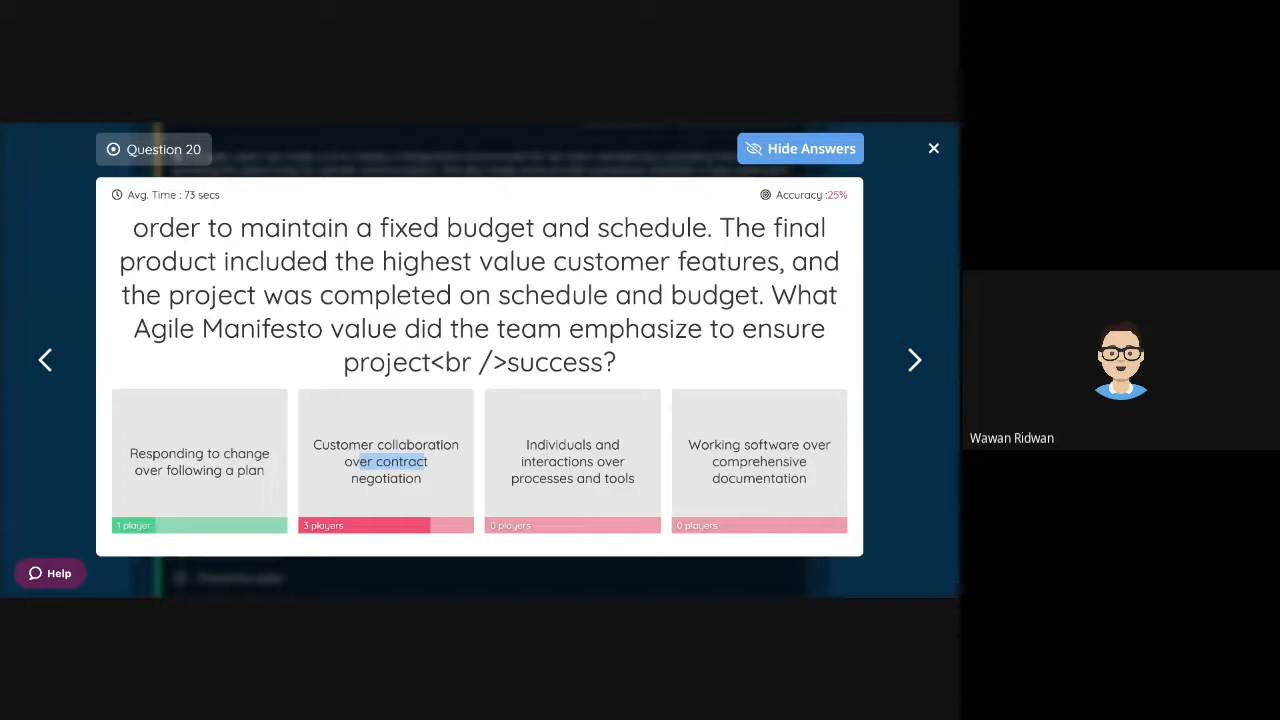 Question 20
Hide Answers
Avg. Time : 73 secs
Accuracy :25%
order to maintain a fixed budget and schedule. The final
product included the highest value customer features, and
the project was completed on schedule and budget. What
Agile Manifesto value did the team emphasize to ensure
project<br />success?
Responding to change
over following a plan
1 player
Customer collaboration
over contract
negotiation
3 players
Individuals and
interactions over
processes and tools
0 players
Working software over
comprehensive
documentation
0 players
Help
Wawan Ridwan